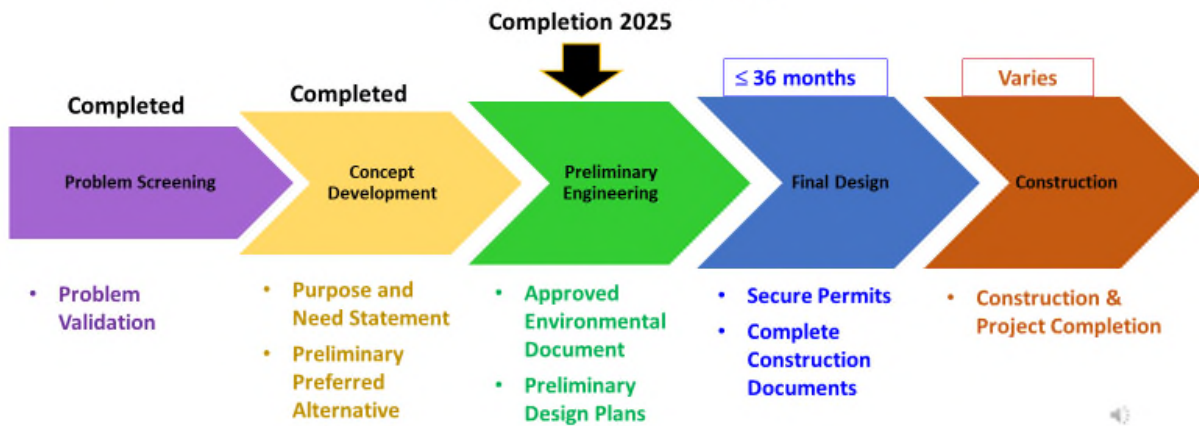 Completion 2025
Completed
Completed
≤ 36 months
Varies
Problem Screening
Concept
Development
Preliminary
Engineering
Final Design
Construction
• Problem
Validation
• Purpose and
Need Statement
• Preliminary
Preferred
Alternative
• Approved
Environmental
Document
• Preliminary
Design Plans
• Secure Permits
• Complete
Construction
Documents
• Construction &
Project Completion